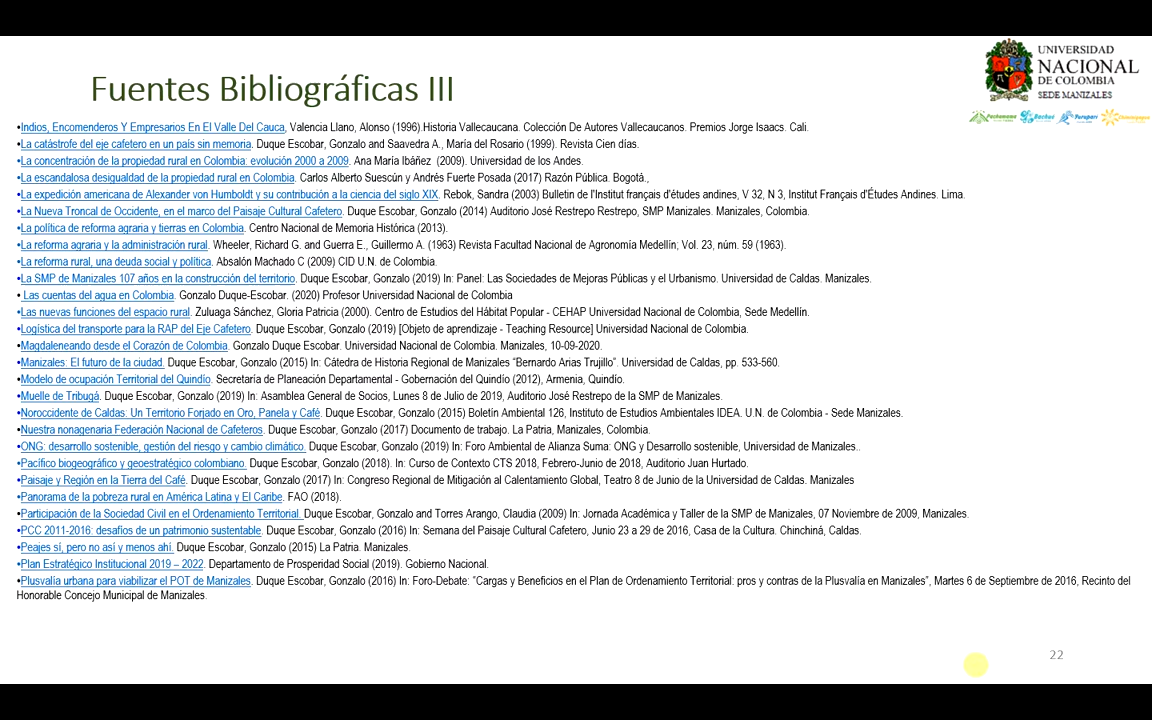 UNIVERSIDAD
NACIONAL
DE COLOMBIA
SEDE MANIZALES
Fuentes Bibliográficas III
•Indios, Encomenderos Y Empresarios En El Valle Del Cauca, Valencia Llano, Alonso (1996).Historia Vallecaucana. Colección De Autores Vallecaucanos. Premios Jorge Isaacs. Cali.
•La catástrofe del eje cafetero en un país sin memoria. Duque Escobar, Gonzalo and Saavedra A., María del Rosario (1999). Revista Cien días.
•La concentración de la propiedad rural en Colombia: evolución 2000 a 2009. Ana María Ibáñez (2009). Universidad de los Andes.
•La escandalosa desigualdad de la propiedad rural en Colombia. Carlos Alberto Suescún y Andrés Fuerte Posada (2017) Razón Pública. Bogotá.,
•La expedición americana de Alexander von Humboldt y su contribución a la ciencia del siglo XIX. Rebok, Sandra (2003) Bulletin de l'Institut français d'études andines, V 32, N 3, Institut Français d'Études Andines. Lima.
•La Nueva Troncal de Occidente, en el marco del Paisaje Cultural Cafetero. Duque Escobar, Gonzalo (2014) Auditorio José Restrepo Restrepo, SMP Manizales. Manizales, Colombia.
•La política de reforma agraria y tierras en Colombia. Centro Nacional de Memoria Histórica (2013).
•La reforma agraria y la administración rural. Wheeler, Richard G. and Guerra E., Guillermo A. (1963) Revista Facultad Nacional de Agronomía Medellín; Vol. 23, núm. 59 (1963).
•La reforma rural, una deuda social y política. Absalón Machado C (2009) CID U.N. de Colombia.
•La SMP de Manizales 107 años en la construcción del territorio. Duque Escobar, Gonzalo (2019) In: Panel: Las Sociedades de Mejoras Públicas y el Urbanismo. Universidad de Caldas. Manizales.
• Las cuentas del agua en Colombia. Gonzalo Duque-Escobar. (2020) Profesor Universidad Nacional de Colombia
•Las nuevas funciones del espacio rural. Zuluaga Sánchez, Gloria Patricia (2000). Centro de Estudios del Hábitat Popular - CEHAP Universidad Nacional de Colombia, Sede Medellín.
•Logística del transporte para la RAP del Eje Cafetero. Duque Escobar, Gonzalo (2019) [Objeto de aprendizaje - Teaching Resource] Universidad Nacional de Colombia.
•Magdaleneando desde el Corazón de Colombia. Gonzalo Duque Escobar. Universidad Nacional de Colombia. Manizales, 10-09-2020.
•Manizales: El futuro de la ciudad. Duque Escobar, Gonzalo (2015) In: Cátedra de Historia Regional de Manizales “Bernardo Arias Trujillo”. Universidad de Caldas, pp. 533-560.
•Modelo de ocupación Territorial del Quindío. Secretaría de Planeación Departamental - Gobernación del Quindío (2012), Armenia, Quindío.
•Muelle de Tribugá. Duque Escobar, Gonzalo (2019) In: Asamblea General de Socios, Lunes 8 de Julio de 2019, Auditorio José Restrepo de la SMP de Manizales.
•Noroccidente de Caldas: Un Territorio Forjado en Oro, Panela y Café. Duque Escobar, Gonzalo (2015) Boletín Ambiental 126, Instituto de Estudios Ambientales IDEA. U.N. de Colombia - Sede Manizales.
•Nuestra nonagenaria Federación Nacional de Cafeteros. Duque Escobar, Gonzalo (2017) Documento de trabajo. La Patria, Manizales, Colombia.
•ONG: desarrollo sostenible, gestión del riesgo y cambio climático. Duque Escobar, Gonzalo (2019) In: Foro Ambiental de Alianza Suma: ONG y Desarrollo sostenible, Universidad de Manizales..
•Pacífico biogeográfico y geoestratégico colombiano. Duque Escobar, Gonzalo (2018). In: Curso de Contexto CTS 2018, Febrero-Junio de 2018, Auditorio Juan Hurtado.
•Paisaje y Región en la Tierra del Café. Duque Escobar, Gonzalo (2017) In: Congreso Regional de Mitigación al Calentamiento Global, Teatro 8 de Junio de la Universidad de Caldas. Manizales
•Panorama de la pobreza rural en América Latina y El Caribe. FAO (2018).
•Participación de la Sociedad Civil en el Ordenamiento Territorial. Duque Escobar, Gonzalo and Torres Arango, Claudia (2009) In: Jornada Académica y Taller de la SMP de Manizales, 07 Noviembre de 2009, Manizales.
•PCC 2011-2016: desafíos de un patrimonio sustentable. Duque Escobar, Gonzalo (2016) In: Semana del Paisaje Cultural Cafetero, Junio 23 a 29 de 2016, Casa de la Cultura. Chinchiná, Caldas.
•Peajes sí, pero no así y menos ahí. Duque Escobar, Gonzalo (2015) La Patria. Manizales.
•Plan Estratégico Institucional 2019 – 2022. Departamento de Prosperidad Social (2019). Gobierno Nacional.
•Plusvalía urbana para viabilizar el POT de Manizales. Duque Escobar, Gonzalo (2016) In: Foro-Debate: “Cargas y Beneficios en el Plan de Ordenamiento Territorial: pros y contras de la Plusvalía en Manizales”, Martes 6 de Septiembre de 2016, Recinto del
Honorable Concejo Municipal de Manizales.
22